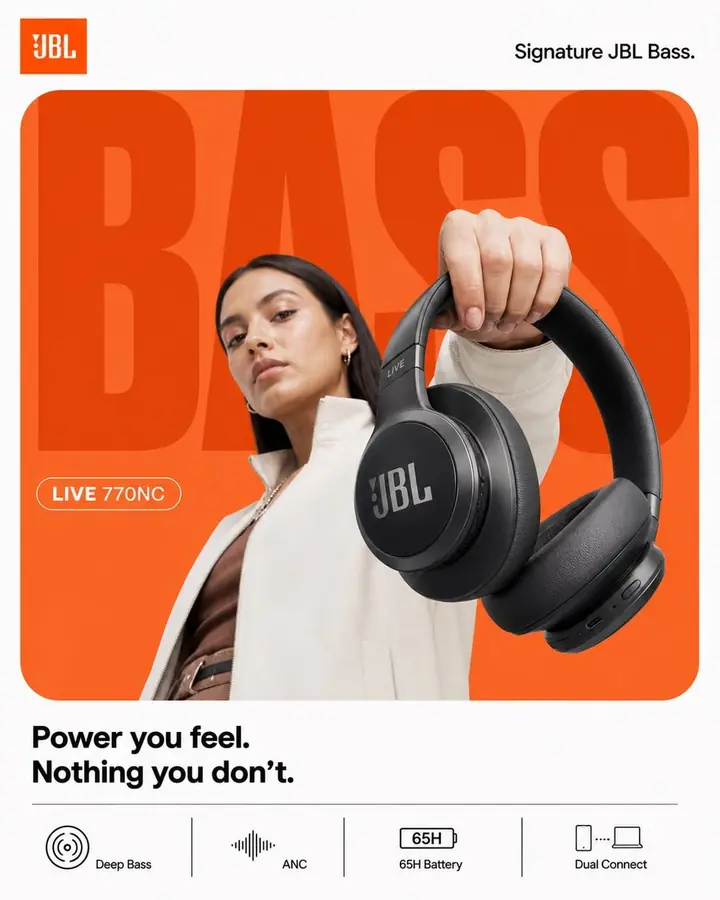 JBL
Signature JBL Bass.
BASS
LIVE
JBL
LIVE 770NC
Power you feel.
Nothing you don’t.
Deep Bass
ANC
65H
65H Battery
Dual Connect